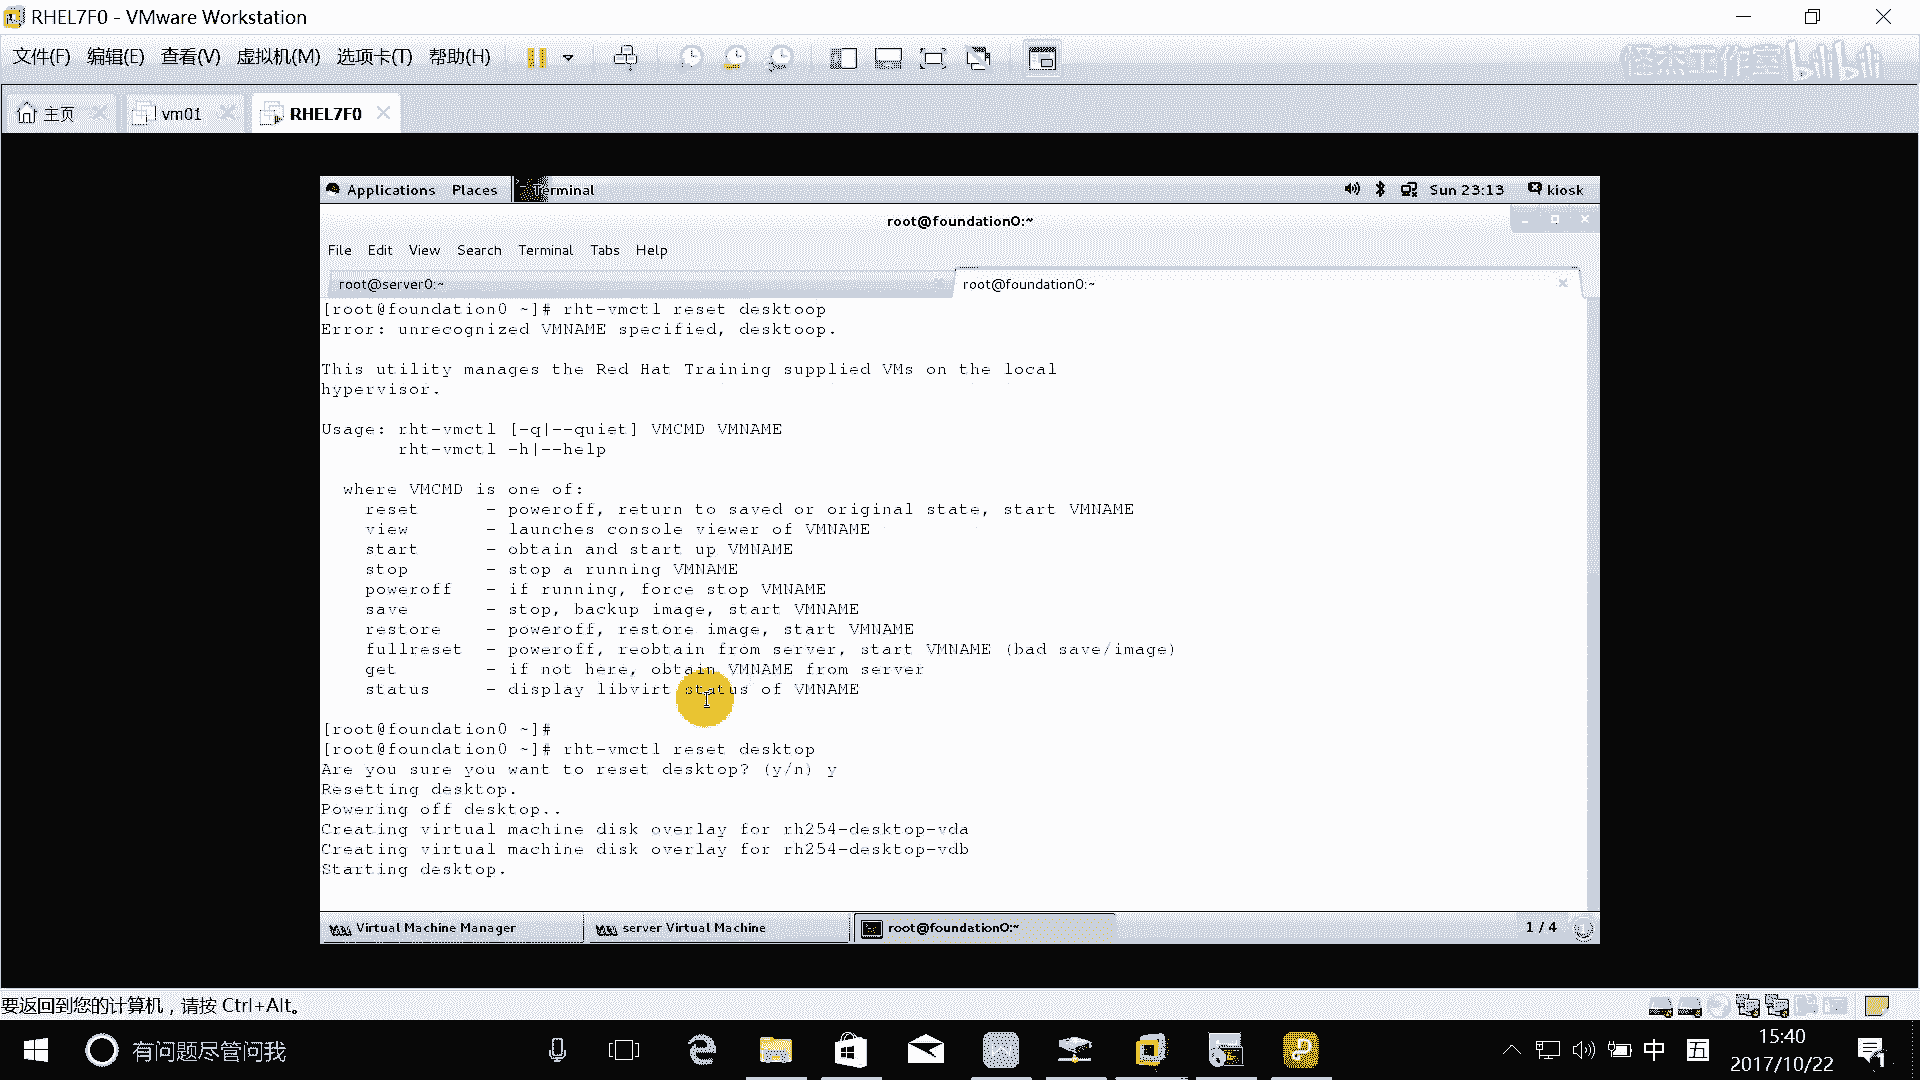 RHEL7F0 - VMware Workstation
文件(F) 编辑(E) 查看(V) 虚拟机(M) 选项卡(T) 帮助(H)
怪杰工作室 bilibili
主页 vm01 RHEL7F0
Applications Places Terminal Sun 23:13 kiosk
root@foundation0:~
File Edit View Search Terminal Tabs Help
root@server0:~ root@foundation0:~
[root@foundation0 ~]# rht-vmctl reset desktoop
Error: unrecognized VMNAME specified, desktoop.
This utility manages the Red Hat Training supplied VMs on the local
hypervisor.
Usage: rht-vmctl [-q|--quiet] VMCMD VMNAME
rht-vmctl -h|--help
where VMCMD is one of:
reset - poweroff, return to saved or original state, start VMNAME
view - launches console viewer of VMNAME
start - obtain and start up VMNAME
stop - stop a running VMNAME
poweroff - if running, force stop VMNAME
save - stop, backup image, start VMNAME
restore - poweroff, restore image, start VMNAME
fullreset - poweroff, reobtain from server, start VMNAME (bad save/image)
get - if not here, obtain VMNAME from server
status - display libvirt status of VMNAME
[root@foundation0 ~]#
[root@foundation0 ~]# rht-vmctl reset desktop
Are you sure you want to reset desktop? (y/n) y
Resetting desktop.
Powering off desktop..
Creating virtual machine disk overlay for rh254-desktop-vda
Creating virtual machine disk overlay for rh254-desktop-vdb
Starting desktop.
Virtual Machine Manager server Virtual Machine root@foundation0:~ 1 / 4
要返回到您的计算机，请按 Ctrl+Alt。
有问题尽管问我 中 五 15:40
2017/10/22 1